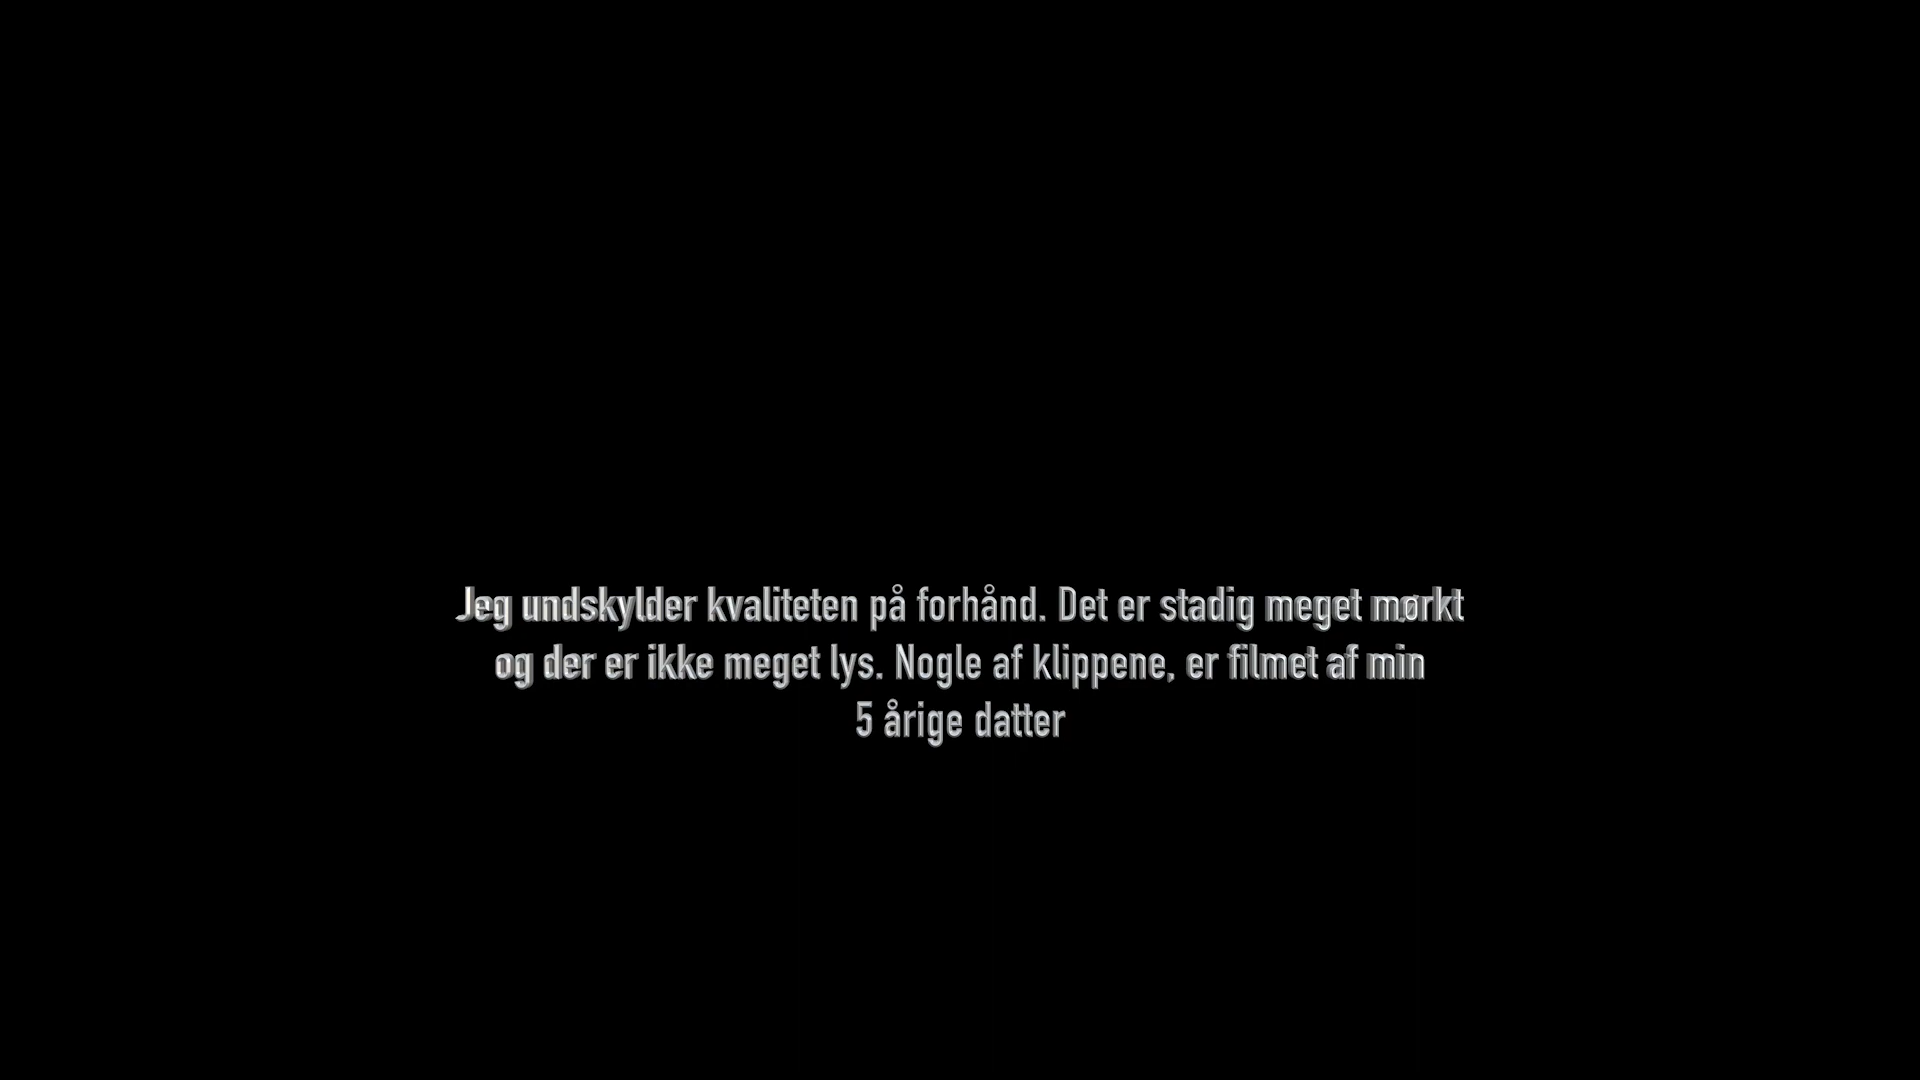 Jeg undskylder kvaliteten på forhånd. Det er stadig meget mørkt
og der er ikke meget lys. Nogle af klippene, er filmet af min
5 årige datter